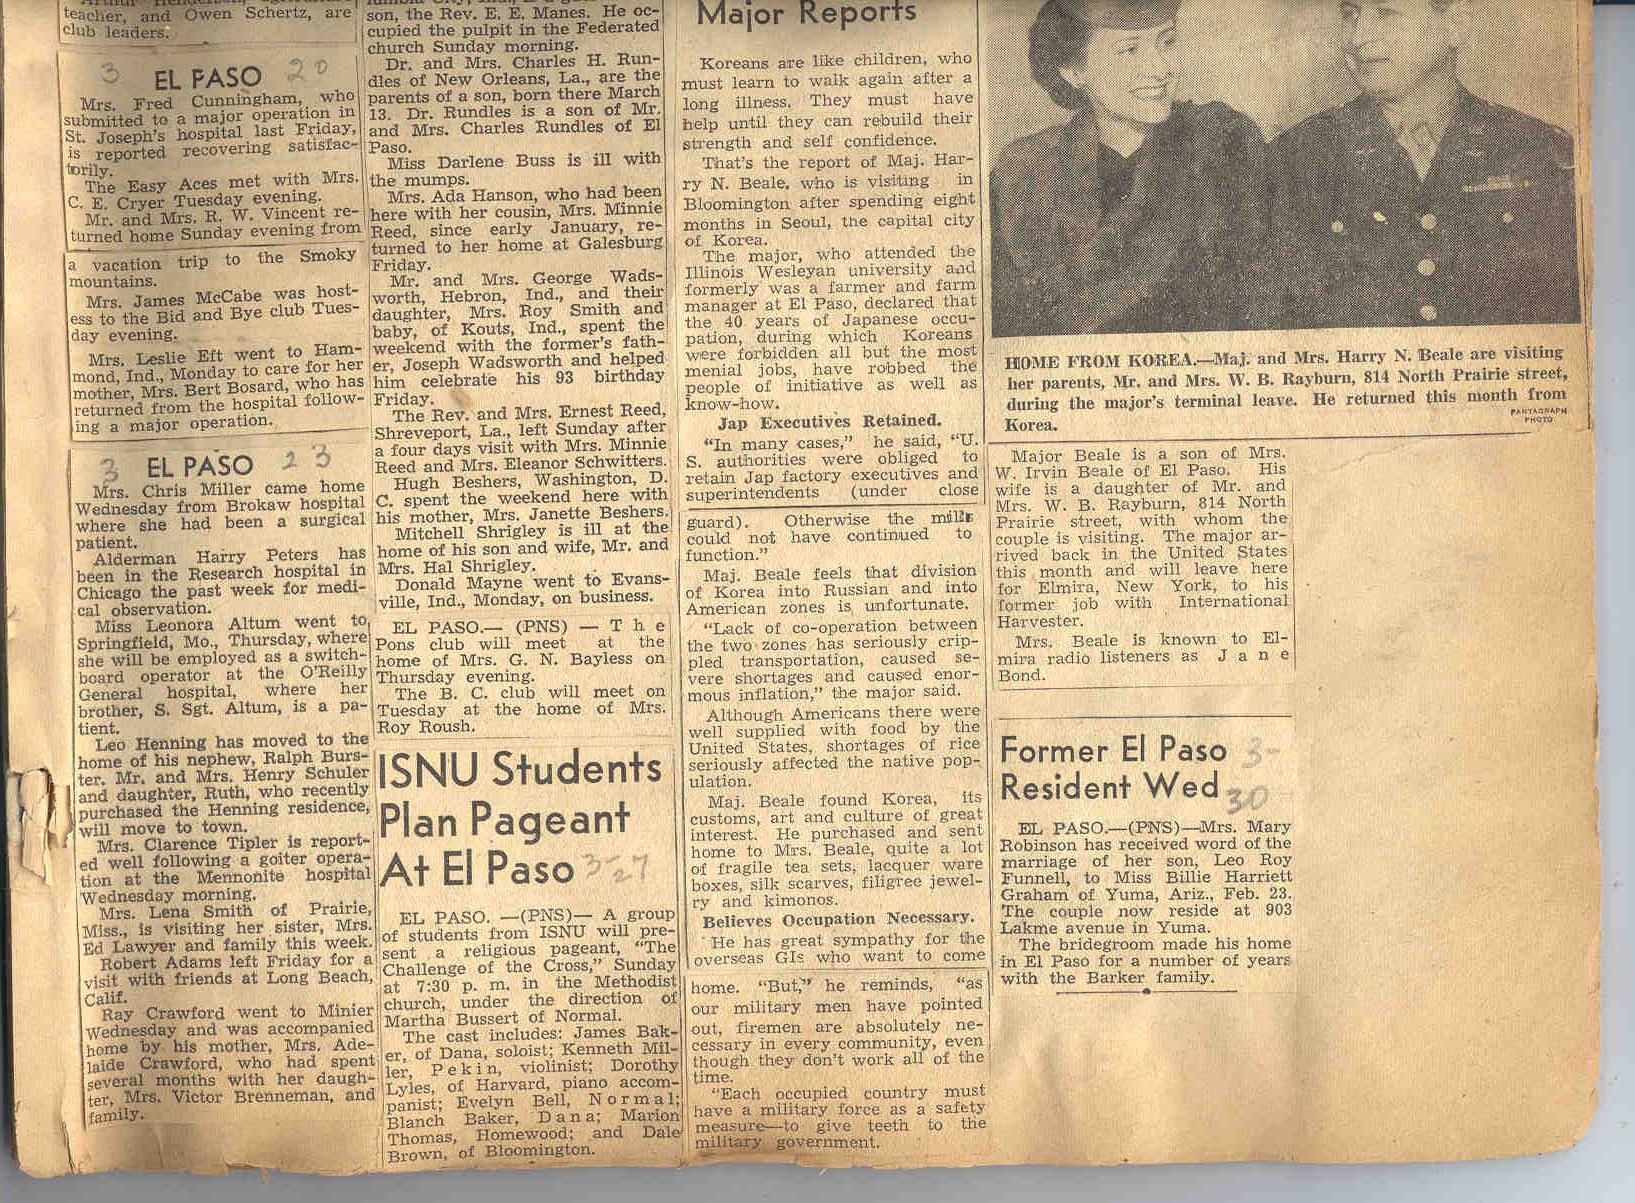 teacher, and Owen Schertz, are
club leaders.
3 EL PASO 20
Mrs. Fred Cunningham, who
submitted to a major operation in
St. Joseph's hospital last Friday,
is reported recovering satisfac-
torily.
The Easy Aces met with Mrs.
C. E. Cryer Tuesday evening.
Mr. and Mrs. R. W. Vincent re-
turned home Sunday evening from
a vacation trip to the Smoky
mountains.
Mrs. James McCabe was host-
ess to the Bid and Bye club Tues-
day evening.
Mrs. Leslie Eft went to Ham-
mond, Ind., Monday to care for her
mother, Mrs. Bert Bosard, who has
returned from the hospital follow-
ing a major operation.
3 EL PASO 23
Mrs. Chris Miller came home
Wednesday from Brokaw hospital
where she had been a surgical
patient.
Alderman Harry Peters has
been in the Research hospital in
Chicago the past week for medi-
cal observation.
Miss Leonora Altum went to
Springfield, Mo., Thursday, where
she will be employed as a switch-
board operator at the O'Reilly
General hospital, where her
brother, S. Sgt. Altum, is a pa-
tient.
Leo Henning has moved to the
home of his nephew, Ralph Burs-
ter. Mr. and Mrs. Henry Schuler
and daughter, Ruth, who recently
purchased the Henning residence,
will move to town.
Mrs. Clarence Tipler is report-
ed well following a goiter opera-
tion at the Mennonite hospital
Wednesday morning.
Mrs. Lena Smith of Prairie,
Miss., is visiting her sister, Mrs.
Ed Lawyer and family this week.
Robert Adams left Friday for a
visit with friends at Long Beach,
Calif.
Ray Crawford went to Minier
Wednesday and was accompanied
home by his mother, Mrs. Ade-
laide Crawford, who had spent
several months with her daugh-
ter, Mrs. Victor Brenneman, and
family.
son, the Rev. E. E. Manes. He oc-
cupied the pulpit in the Federated
church Sunday morning.
Dr. and Mrs. Charles H. Run-
dles of New Orleans, La., are the
parents of a son, born there March
13. Dr. Rundles is a son of Mr.
and Mrs. Charles Rundles of El
Paso.
Miss Darlene Buss is ill with
the mumps.
Mrs. Ada Hanson, who had been
here with her cousin, Mrs. Minnie
Reed, since early January, re-
turned to her home at Galesburg
Friday.
Mr. and Mrs. George Wads-
worth, Hebron, Ind., and their
daughter, Mrs. Roy Smith and
baby, of Kouts, Ind., spent the
weekend with the former's fath-
er, Joseph Wadsworth and helped
him celebrate his 93 birthday
Friday.
The Rev. and Mrs. Ernest Reed,
Shreveport, La., left Sunday after
a four days visit with Mrs. Minnie
Reed and Mrs. Eleanor Schwitters.
Hugh Beshers, Washington, D.
C. spent the weekend here with
his mother, Mrs. Janette Beshers.
Mitchell Shrigley is ill at the
home of his son and wife, Mr. and
Mrs. Hal Shrigley.
Donald Mayne went to Evans-
ville, Ind., Monday, on business.
EL PASO.— (PNS) — The
Pons club will meet at the
home of Mrs. G. N. Bayless on
Thursday evening.
The B. C. club will meet on
Tuesday at the home of Mrs.
Roy Roush.
ISNU Students
Plan Pageant
At El Paso 3-27
EL PASO. —(PNS)— A group
of students from ISNU will pre-
sent a religious pageant, "The
Challenge of the Cross," Sunday
at 7:30 p. m. in the Methodist
church, under the direction of
Martha Bussert of Normal.
The cast includes: James Bak-
er, of Dana, soloist; Kenneth Mil-
ler, Pekin, violinist; Dorothy
Lyles, of Harvard, piano accom-
panist; Evelyn Bell, Normal;
Blanch Baker, Dana; Marion
Thomas, Homewood; and Dale
Brown, of Bloomington.
Major Reports
Koreans are like children, who
must learn to walk again after a
long illness. They must have
help until they can rebuild their
strength and self confidence.
That's the report of Maj. Har-
ry N. Beale, who is visiting in
Bloomington after spending eight
months in Seoul, the capital city
of Korea.
The major, who attended the
Illinois Wesleyan university and
formerly was a farmer and farm
manager at El Paso, declared that
the 40 years of Japanese occu-
pation, during which Koreans
were forbidden all but the most
menial jobs, have robbed the
people of initiative as well as
know-how.
Jap Executives Retained.
"In many cases," he said, "U.
S. authorities were obliged to
retain Jap factory executives and
superintendents (under close
guard). Otherwise the mills
could not have continued to
function."
Maj. Beale feels that division
of Korea into Russian and into
American zones is unfortunate.
"Lack of co-operation between
the two zones has seriously crip-
pled transportation, caused se-
vere shortages and caused enor-
mous inflation," the major said.
Although Americans there were
well supplied with food by the
United States, shortages of rice
seriously affected the native pop-
ulation.
Maj. Beale found Korea, its
customs, art and culture of great
interest. He purchased and sent
home to Mrs. Beale, quite a lot
of fragile tea sets, lacquer ware
boxes, silk scarves, filigree jewel-
ry and kimonos.
Believes Occupation Necessary.
He has great sympathy for the
overseas GIs who want to come
home. "But," he reminds, "as
our military men have pointed
out, firemen are absolutely ne-
cessary in every community, even
though they don't work all of the
time.
"Each occupied country must
have a military force as a safety
measure—to give teeth to the
military government.
HOME FROM KOREA.—Maj. and Mrs. Harry N. Beale are visiting
her parents, Mr. and Mrs. W. B. Rayburn, 814 North Prairie street,
during the major's terminal leave. He returned this month from
Korea.
PANTAGRAPH
PHOTO
Major Beale is a son of Mrs.
W. Irvin Beale of El Paso. His
wife is a daughter of Mr. and
Mrs. W. B. Rayburn, 814 North
Prairie street, with whom the
couple is visiting. The major ar-
rived back in the United States
this month and will leave here
for Elmira, New York, to his
former job with International
Harvester.
Mrs. Beale is known to El-
mira radio listeners as Jane
Bond.
Former El Paso 3-
Resident Wed 30
EL PASO.—(PNS)—Mrs. Mary
Robinson has received word of the
marriage of her son, Leo Roy
Funnell, to Miss Billie Harriett
Graham of Yuma, Ariz., Feb. 23.
The couple now reside at 903
Lakme avenue in Yuma.
The bridegroom made his home
in El Paso for a number of years
with the Barker family.